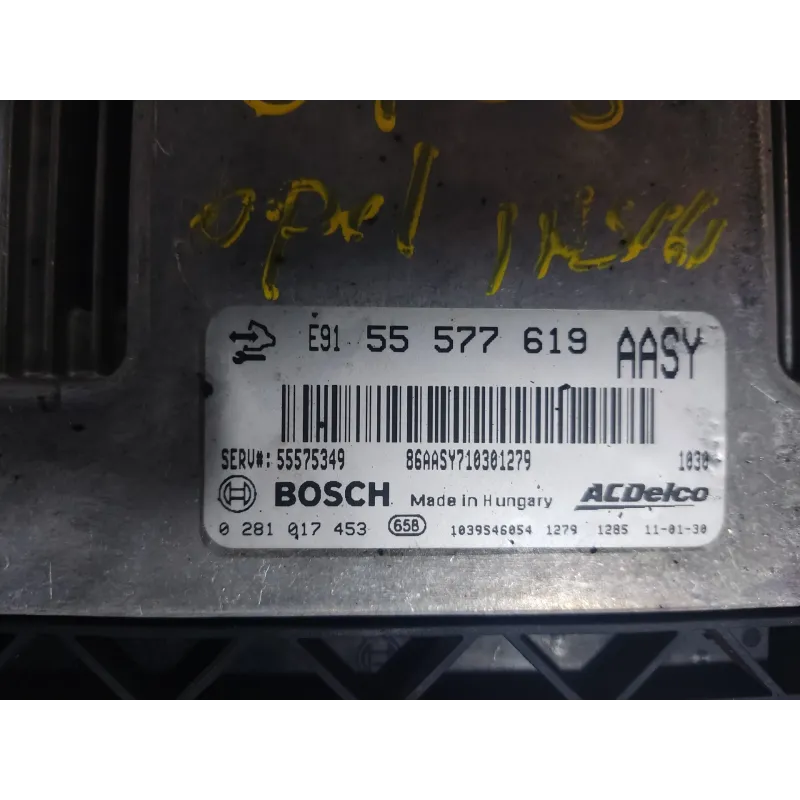 opel insig
E91 55 577 619 AASY
SERV#: 55575349 86AASY710301279 1030
BOSCH Made in Hungary ACDelco
0 281 017 453 658 1039S46054 1279 1285 11-01-30